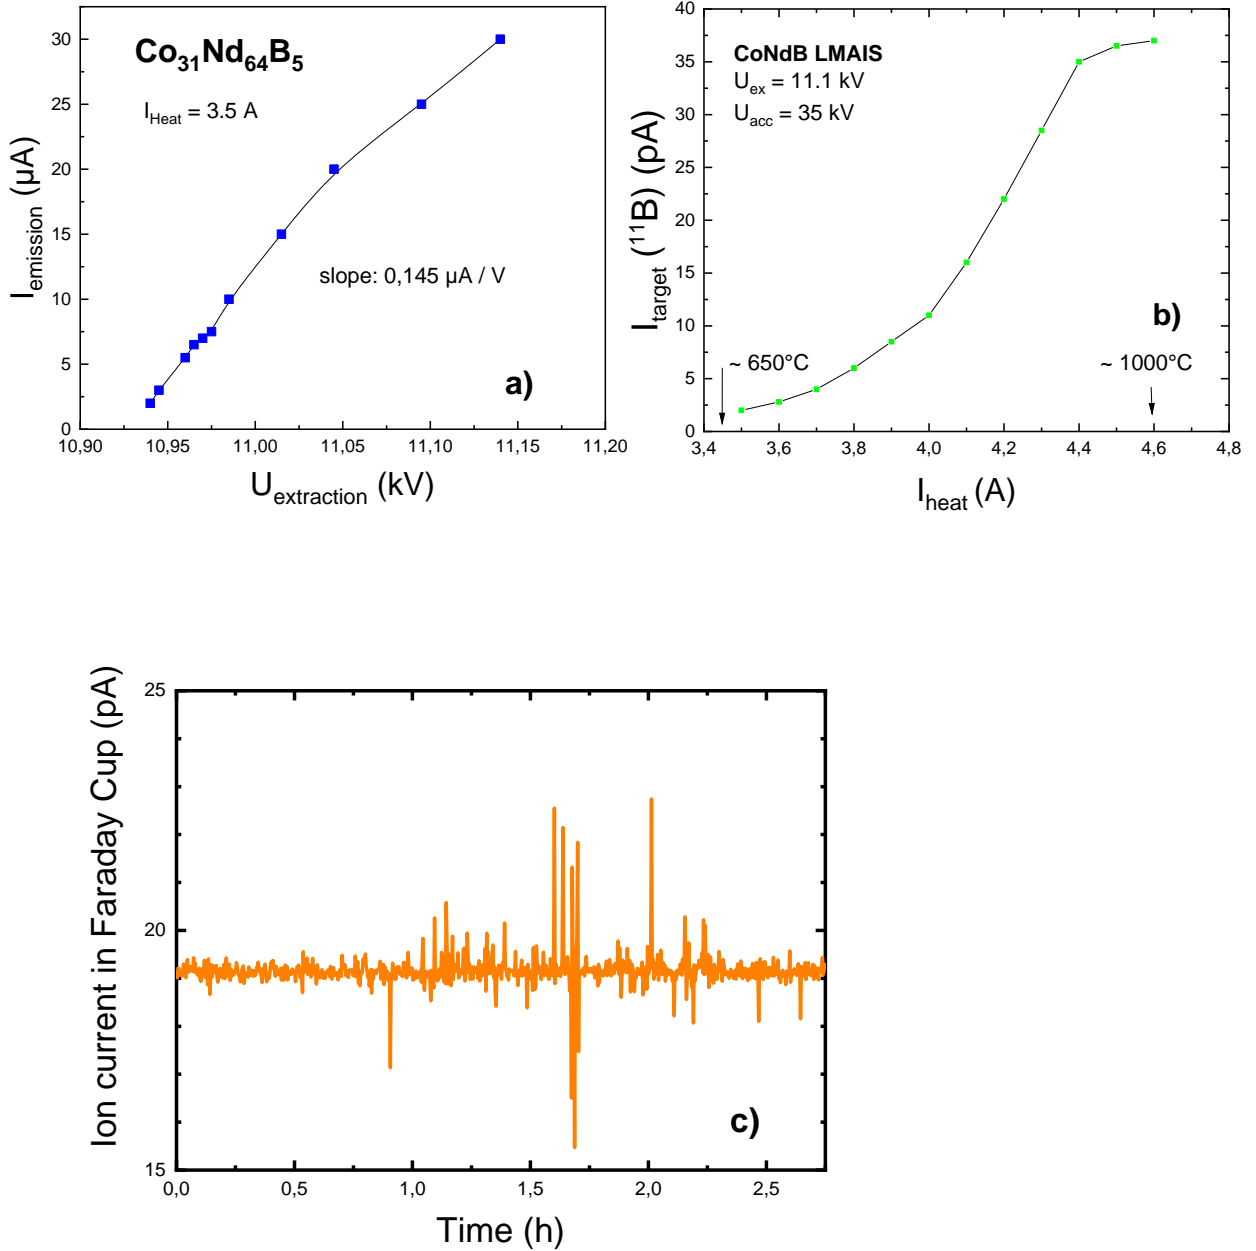 Co31Nd64B5
IHeat = 3.5 A
slope: 0,145 µA / V
a)
Iemission (µA)
30
25
20
15
10
5
0
10,90 10,95 11,00 11,05 11,10 11,15 11,20
Uextraction (kV)
CoNdB LMAIS
Uex = 11.1 kV
Uacc = 35 kV
b)
~ 650°C
~ 1000°C
Itarget (11B) (pA)
40
35
30
25
20
15
10
5
0
3,4 3,6 3,8 4,0 4,2 4,4 4,6 4,8
Iheat (A)
Ion current in Faraday Cup (pA)
25
20
15
c)
0,0 0,5 1,0 1,5 2,0 2,5
Time (h)